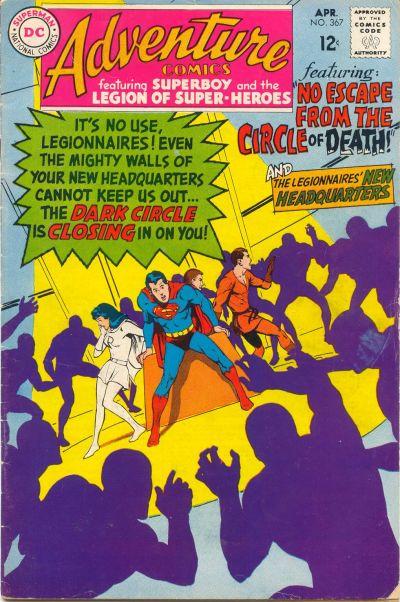 SUPERMAN
DC
NATIONAL COMICS
Adventure
COMICS
featuring SUPERBOY and the
LEGION OF SUPER-HEROES
APR.
NO. 367
12¢
APPROVED
BY THE
COMICS
CODE
AUTHORITY
featuring:
"NO ESCAPE
FROM THE
CIRCLE OF DEATH!"
AND
THE LEGIONNAIRES' NEW
HEADQUARTERS
IT'S NO USE,
LEGIONNAIRES! EVEN
THE MIGHTY WALLS OF
YOUR NEW HEADQUARTERS
CANNOT KEEP US OUT...
THE DARK CIRCLE
IS CLOSING IN ON YOU!